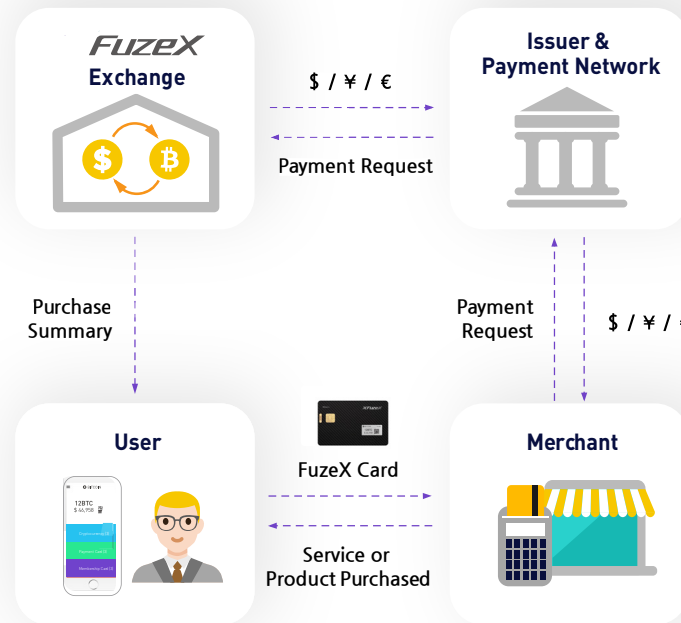 FUZEX
Exchange
$ / ¥ / €
Payment Request
Issuer &
Payment Network
Purchase
Summary
Payment
Request
$ / ¥ /
User
12BTC
FuzeX Card
Service or
Product Purchased
Merchant